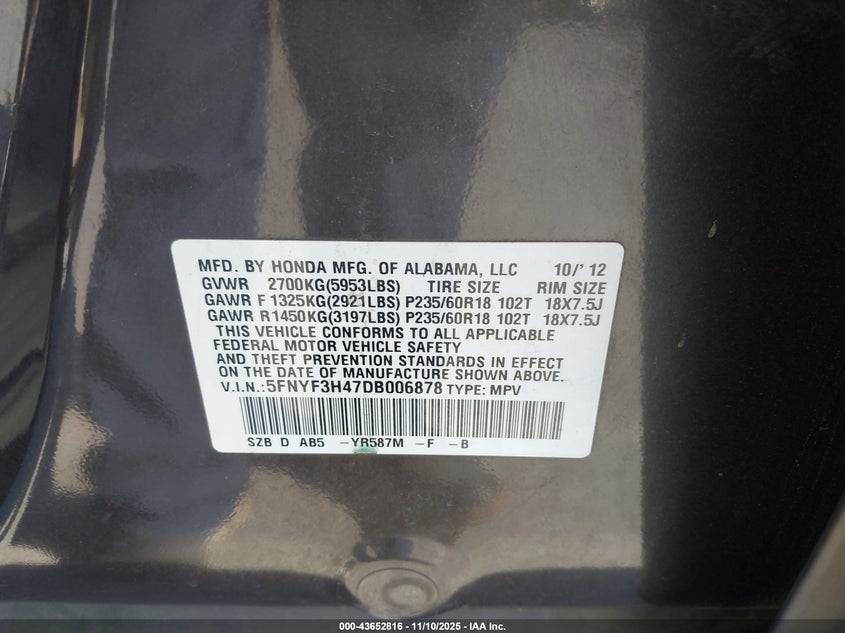 MFD. BY HONDA MFG. OF ALABAMA, LLC 10/'12
GVWR 2700KG(5953LBS) TIRE SIZE RIM SIZE
GAWR F 1325KG(2921LBS) P235/60R18 102T 18X7.5J
GAWR R1450KG(3197LBS) P235/60R18 102T 18X7.5J
THIS VEHICLE CONFORMS TO ALL APPLICABLE
FEDERAL MOTOR VEHICLE SAFETY
AND THEFT PREVENTION STANDARDS IN EFFECT
ON THE DATE OF MANUFACTURE SHOWN ABOVE.
V.I.N.:5FNYF3H47DB006878 TYPE: MPV
SZB D AB5 -YR587M -F -B
000-43652816 - 11/10/2025 - IAA Inc.